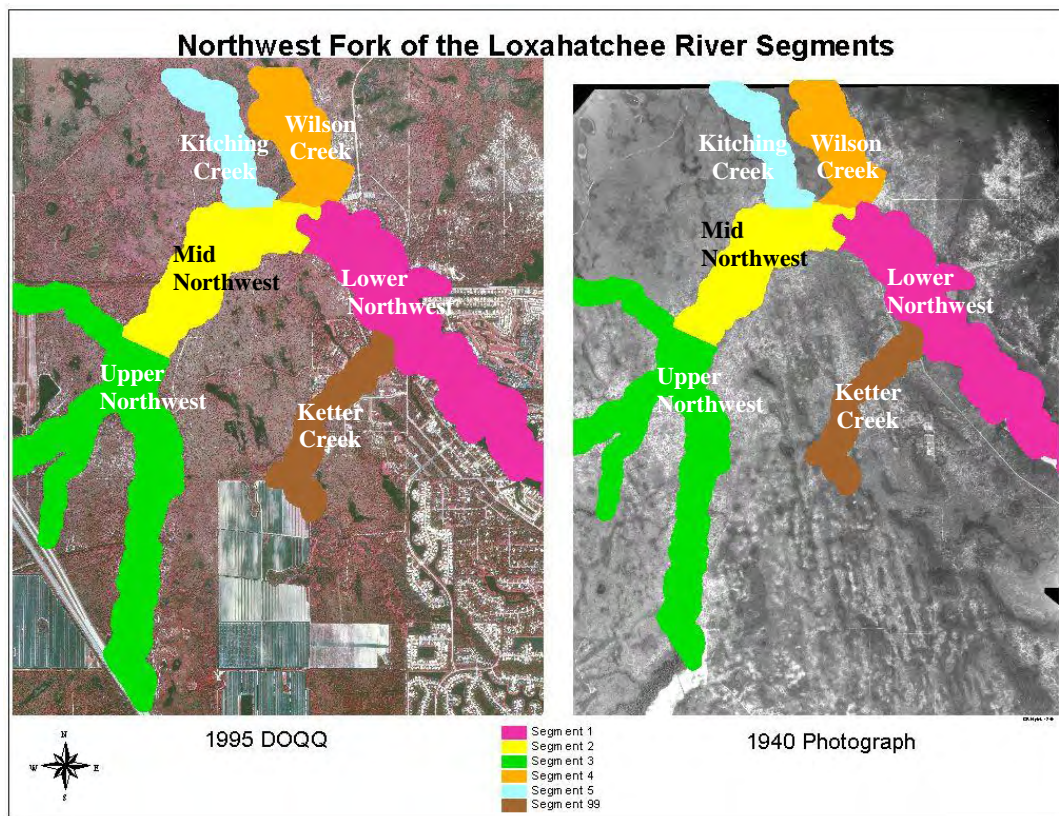 Northwest Fork of the Loxahatchee River Segments
Kitching
Creek
Wilson
Creek
Mid
Northwest
Lower
Northwest
Upper
Northwest
Ketter
Creek
Kitching
Creek
Wilson
Creek
Mid
Northwest
Lower
Northwest
Upper
Northwest
Ketter
Creek
N
W E
S
1995 DOQQ
Segment 1
Segment 2
Segment 3
Segment 4
Segment 5
Segment 99
1940 Photograph